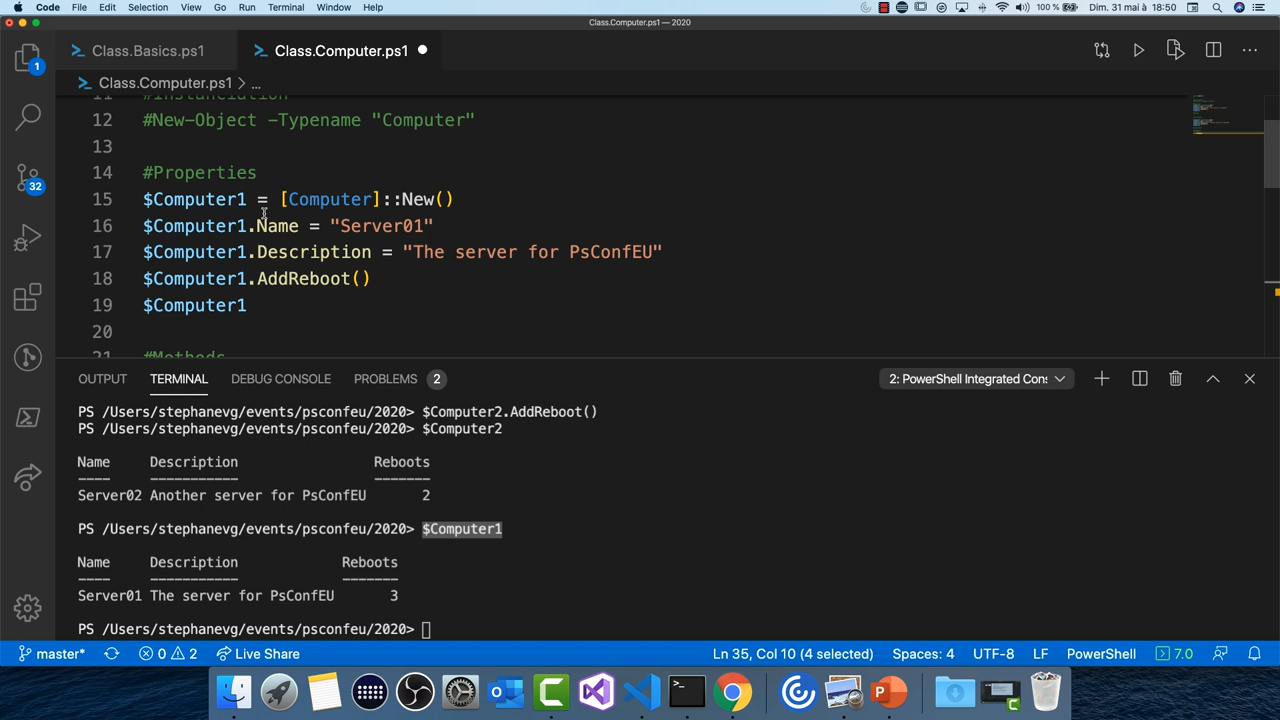 Code File Edit Selection View Go Run Terminal Window Help 100 % Dim. 31 mai à 18:50
Class.Computer.ps1 — 2020
Class.Basics.ps1 Class.Computer.ps1
Class.Computer.ps1 > ...
11 #Instanciation
12 #New-Object -Typename "Computer"
13
14 #Properties
15 $Computer1 = [Computer]::New()
16 $Computer1.Name = "Server01"
17 $Computer1.Description = "The server for PsConfEU"
18 $Computer1.AddReboot()
19 $Computer1
20
21 #Methods
1
32
OUTPUT TERMINAL DEBUG CONSOLE PROBLEMS 2 2: PowerShell Integrated Cons
PS /Users/stephanevg/events/psconfeu/2020> $Computer2.AddReboot()
PS /Users/stephanevg/events/psconfeu/2020> $Computer2
Name Description Reboots
---- ----------- -------
Server02 Another server for PsConfEU 2
PS /Users/stephanevg/events/psconfeu/2020> $Computer1
Name Description Reboots
---- ----------- -------
Server01 The server for PsConfEU 3
PS /Users/stephanevg/events/psconfeu/2020>
master* 0 2 Live Share Ln 35, Col 10 (4 selected) Spaces: 4 UTF-8 LF PowerShell 7.0